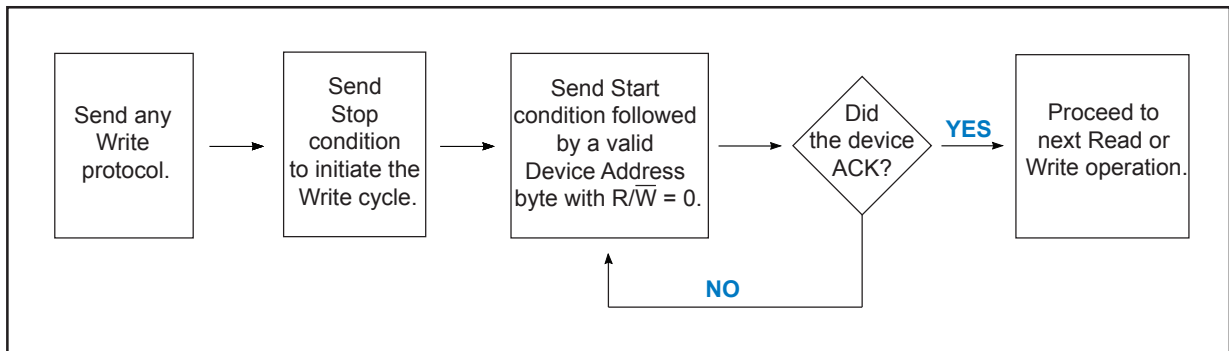 Send any
Write
protocol.
Send
Stop
condition
to initiate the
Write cycle.
Send Start
condition followed
by a valid
Device Address
byte with R/W̅ = 0.
Did
the device
ACK?
YES
NO
Proceed to
next Read or
Write operation.